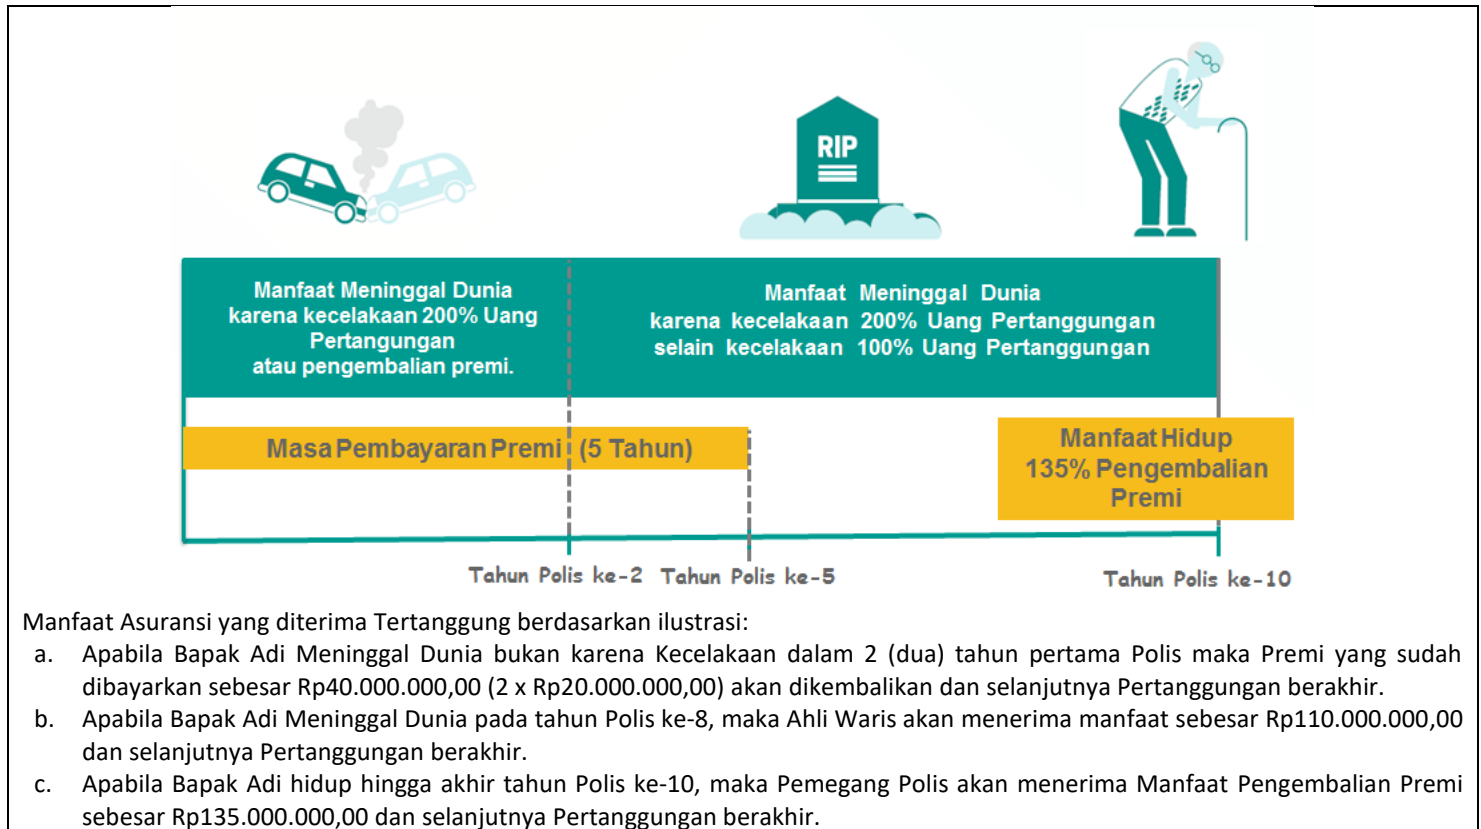 RIP
Manfaat Meninggal Dunia
karena kecelakaan 200% Uang
Pertangungan
atau pengembalian premi.
Manfaat Meninggal Dunia
karena kecelakaan 200% Uang Pertanggungan
selain kecelakaan 100% Uang Pertanggungan
Masa Pembayaran Premi (5 Tahun)
Manfaat Hidup
135% Pengembalian
Premi
Tahun Polis ke-2 Tahun Polis ke-5
Tahun Polis ke-10
Manfaat Asuransi yang diterima Tertanggung berdasarkan ilustrasi:
a. Apabila Bapak Adi Meninggal Dunia bukan karena Kecelakaan dalam 2 (dua) tahun pertama Polis maka Premi yang sudah
dibayarkan sebesar Rp40.000.000,00 (2 x Rp20.000.000,00) akan dikembalikan dan selanjutnya Pertanggungan berakhir.
b. Apabila Bapak Adi Meninggal Dunia pada tahun Polis ke-8, maka Ahli Waris akan menerima manfaat sebesar Rp110.000.000,00
dan selanjutnya Pertanggungan berakhir.
c. Apabila Bapak Adi hidup hingga akhir tahun Polis ke-10, maka Pemegang Polis akan menerima Manfaat Pengembalian Premi
sebesar Rp135.000.000,00 dan selanjutnya Pertanggungan berakhir.